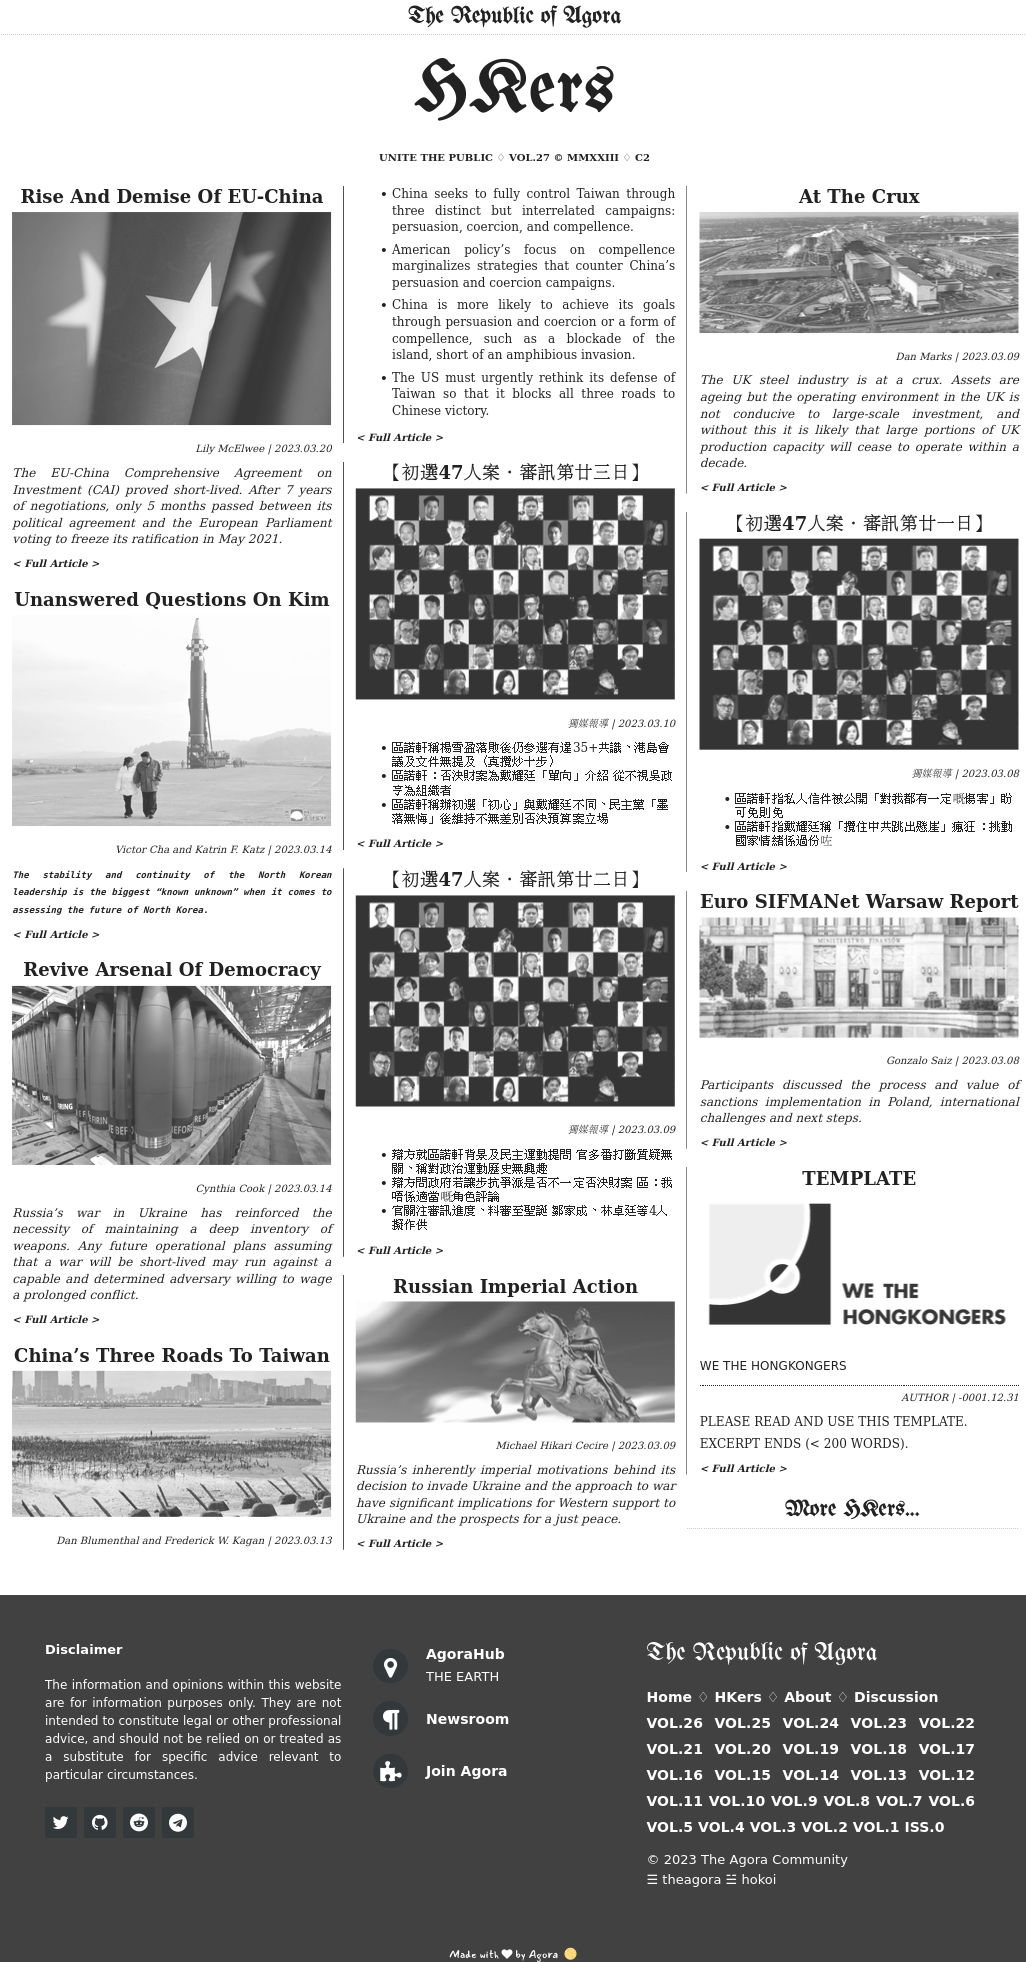 The Republic of Agora
HKers
UNITE THE PUBLIC ♢ VOL.27 © MMXXIII ♢ C2
Rise And Demise Of EU-China
Lily McElwee | 2023.03.20
The EU-China Comprehensive Agreement on
Investment (CAI) proved short-lived. After 7 years
of negotiations, only 5 months passed between its
political agreement and the European Parliament
voting to freeze its ratification in May 2021.
< Full Article >
Unanswered Questions On Kim
Victor Cha and Katrin F. Katz | 2023.03.14
The stability and continuity of the North Korean
leadership is the biggest “known unknown” when it comes to
assessing the future of North Korea.
< Full Article >
Revive Arsenal Of Democracy
Cynthia Cook | 2023.03.14
Russia’s war in Ukraine has reinforced the
necessity of maintaining a deep inventory of
weapons. Any future operational plans assuming
that a war will be short-lived may run against a
capable and determined adversary willing to wage
a prolonged conflict.
< Full Article >
China’s Three Roads To Taiwan
Dan Blumenthal and Frederick W. Kagan | 2023.03.13
• China seeks to fully control Taiwan through
three distinct but interrelated campaigns:
persuasion, coercion, and compellence.
• American policy’s focus on compellence
marginalizes strategies that counter China’s
persuasion and coercion campaigns.
• China is more likely to achieve its goals
through persuasion and coercion or a form of
compellence, such as a blockade of the
island, short of an amphibious invasion.
• The US must urgently rethink its defense of
Taiwan so that it blocks all three roads to
Chinese victory.
< Full Article >
【初選47人案‧審訊第廿三日】
獨媒報導 | 2023.03.10
• 區諾軒稱楊雪盈落敗後仍參選有違35+共識、港島會
議及文件無提及〈真攬炒十步〉
• 區諾軒：否決財案為戴耀廷「單向」介紹 從不視吳政
亨為組織者
• 區諾軒稱辦初選「初心」與戴耀廷不同、民主黨「墨
落無悔」後維持不無差別否決預算案立場
< Full Article >
【初選47人案‧審訊第廿二日】
獨媒報導 | 2023.03.09
• 辯方就區諾軒背景及民主運動提問 官多番打斷質疑無
關、稱對政治運動歷史無興趣
• 辯方問政府若讓步抗爭派是否不一定否決財案 區：我
唔係適當嘅角色評論
• 官關注審訊進度、料審至聖誕 鄒家成、林卓廷等4人
擬作供
< Full Article >
Russian Imperial Action
Michael Hikari Cecire | 2023.03.09
Russia’s inherently imperial motivations behind its
decision to invade Ukraine and the approach to war
have significant implications for Western support to
Ukraine and the prospects for a just peace.
< Full Article >
At The Crux
Dan Marks | 2023.03.09
The UK steel industry is at a crux. Assets are
ageing but the operating environment in the UK is
not conducive to large-scale investment, and
without this it is likely that large portions of UK
production capacity will cease to operate within a
decade.
< Full Article >
【初選47人案‧審訊第廿一日】
獨媒報導 | 2023.03.08
• 區諾軒指私人信件被公開「對我都有一定嘅傷害」盼
可免則免
• 區諾軒指戴耀廷稱「攬住中共跳出懸崖」瘋狂：挑動
國家情緒係過份咗
< Full Article >
Euro SIFMANet Warsaw Report
MINISTERSTWO FINANSÓW
Gonzalo Saiz | 2023.03.08
Participants discussed the process and value of
sanctions implementation in Poland, international
challenges and next steps.
< Full Article >
TEMPLATE
WE THE
HONGKONGERS
WE THE HONGKONGERS
AUTHOR | -0001.12.31
PLEASE READ AND USE THIS TEMPLATE.
EXCERPT ENDS (< 200 WORDS).
< Full Article >
More HKers...
Disclaimer
The information and opinions within this website
are for information purposes only. They are not
intended to constitute legal or other professional
advice, and should not be relied on or treated as
a substitute for specific advice relevant to
particular circumstances.
AgoraHub
THE EARTH
Newsroom
Join Agora
The Republic of Agora
Home ♢ HKers ♢ About ♢ Discussion
VOL.26 VOL.25 VOL.24 VOL.23 VOL.22
VOL.21 VOL.20 VOL.19 VOL.18 VOL.17
VOL.16 VOL.15 VOL.14 VOL.13 VOL.12
VOL.11 VOL.10 VOL.9 VOL.8 VOL.7 VOL.6
VOL.5 VOL.4 VOL.3 VOL.2 VOL.1 ISS.0
© 2023 The Agora Community
☰ theagora ☱ hokoi
Made with ❤ by Agora